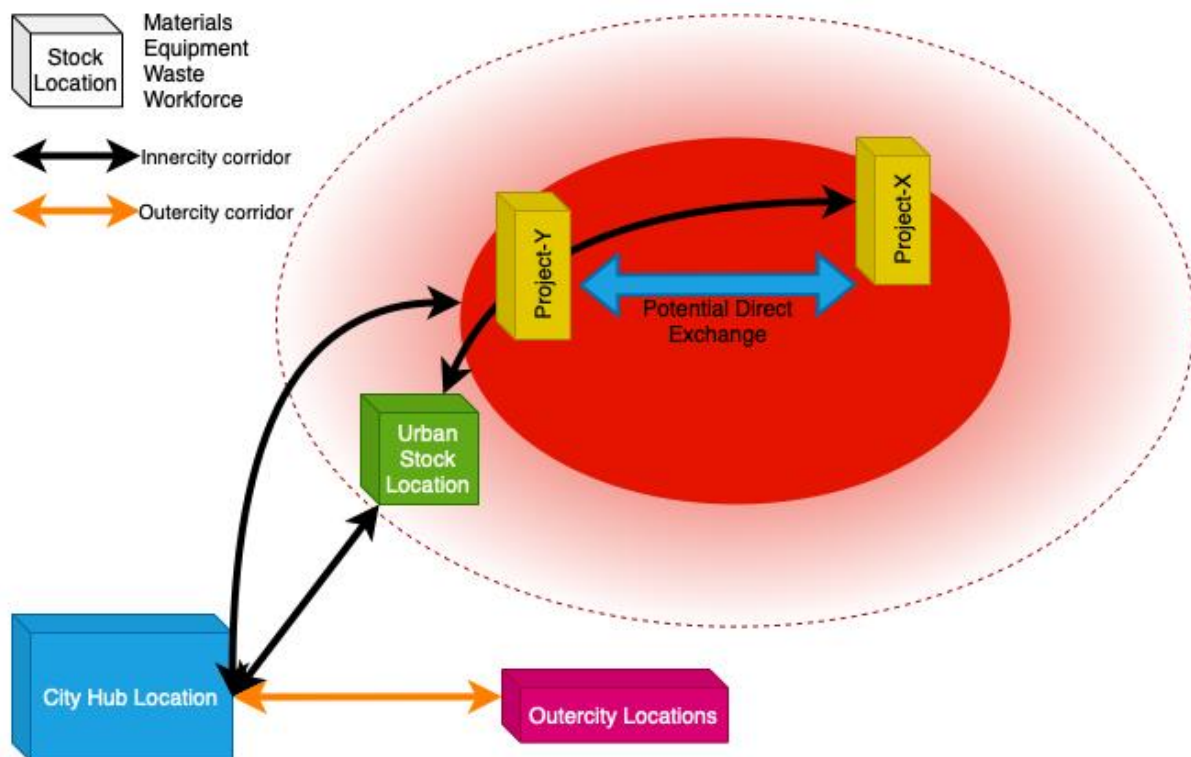 Stock
Location
Materials
Equipment
Waste
Workforce
Innercity corridor
Outercity corridor
Project-Y
Project-X
Potential Direct
Exchange
Urban
Stock
Location
City Hub Location
Outercity Locations